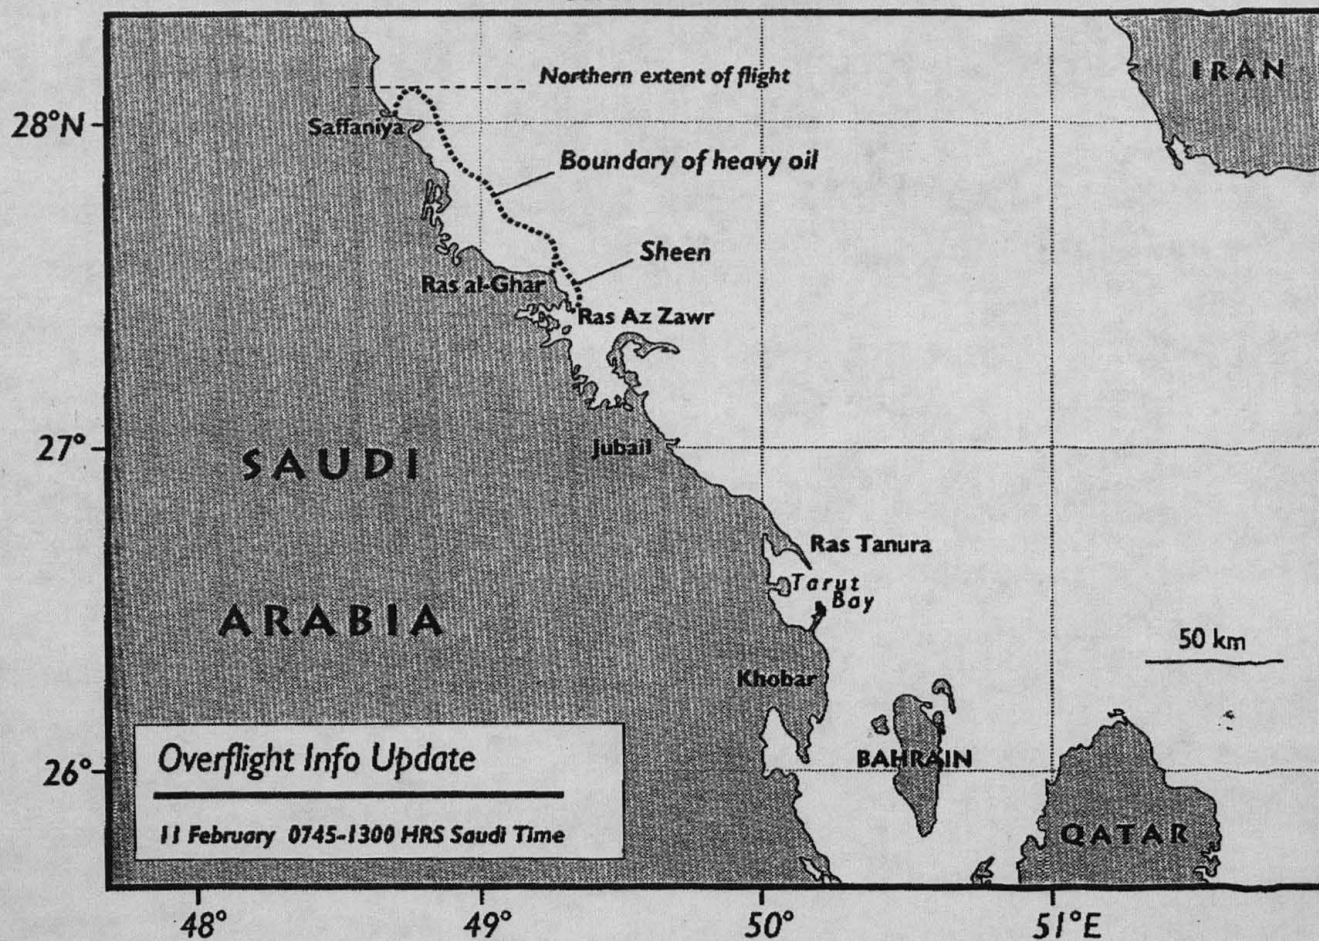 IRAN
Northern extent of flight
28°N
Saffaniya
Boundary of heavy oil
Sheen
Ras al-Ghar
Ras Az Zawr
27°
SAUDI
Jubail
Ras Tanura
Tarut
Bay
ARABIA
50 km
Khobar
Overflight Info Update
BAHRAIN
26°
11 February 0745-1300 HRS Saudi Time
QATAR
48°
49°
50°
51°E